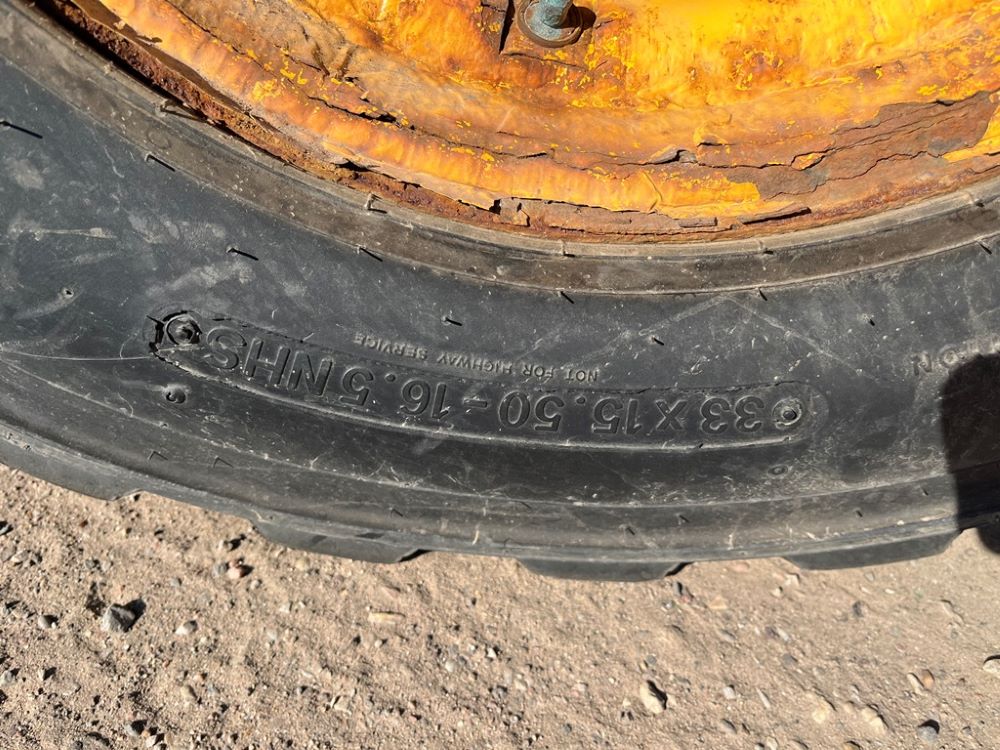 33X15.50-16.5NHS
NOT FOR HIGHWAY SERVICE